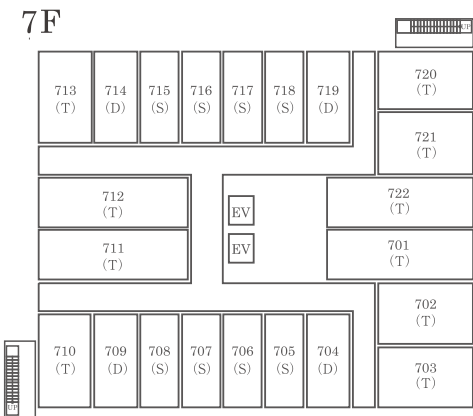 7F
UP
713 714 715 716 717 718 719 720
(T) (D) (S) (S) (S) (S) (D) (T)
721
(T)
712 722
(T) (T)
EV
711 701
(T) (T)
EV
702
(T)
710 709 708 707 706 705 704 703
(T) (D) (S) (S) (S) (S) (D) (T)
UP